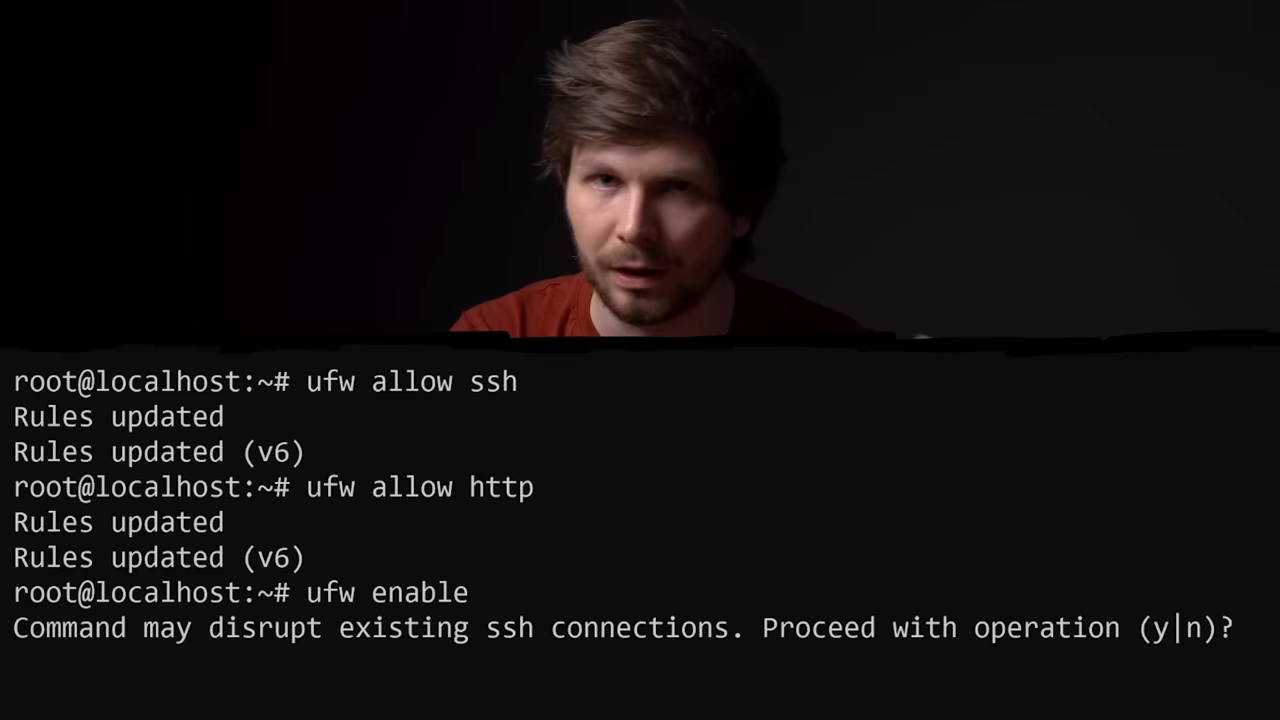 root@localhost:~# ufw allow ssh
Rules updated
Rules updated (v6)
root@localhost:~# ufw allow http
Rules updated
Rules updated (v6)
root@localhost:~# ufw enable
Command may disrupt existing ssh connections. Proceed with operation (y|n)?